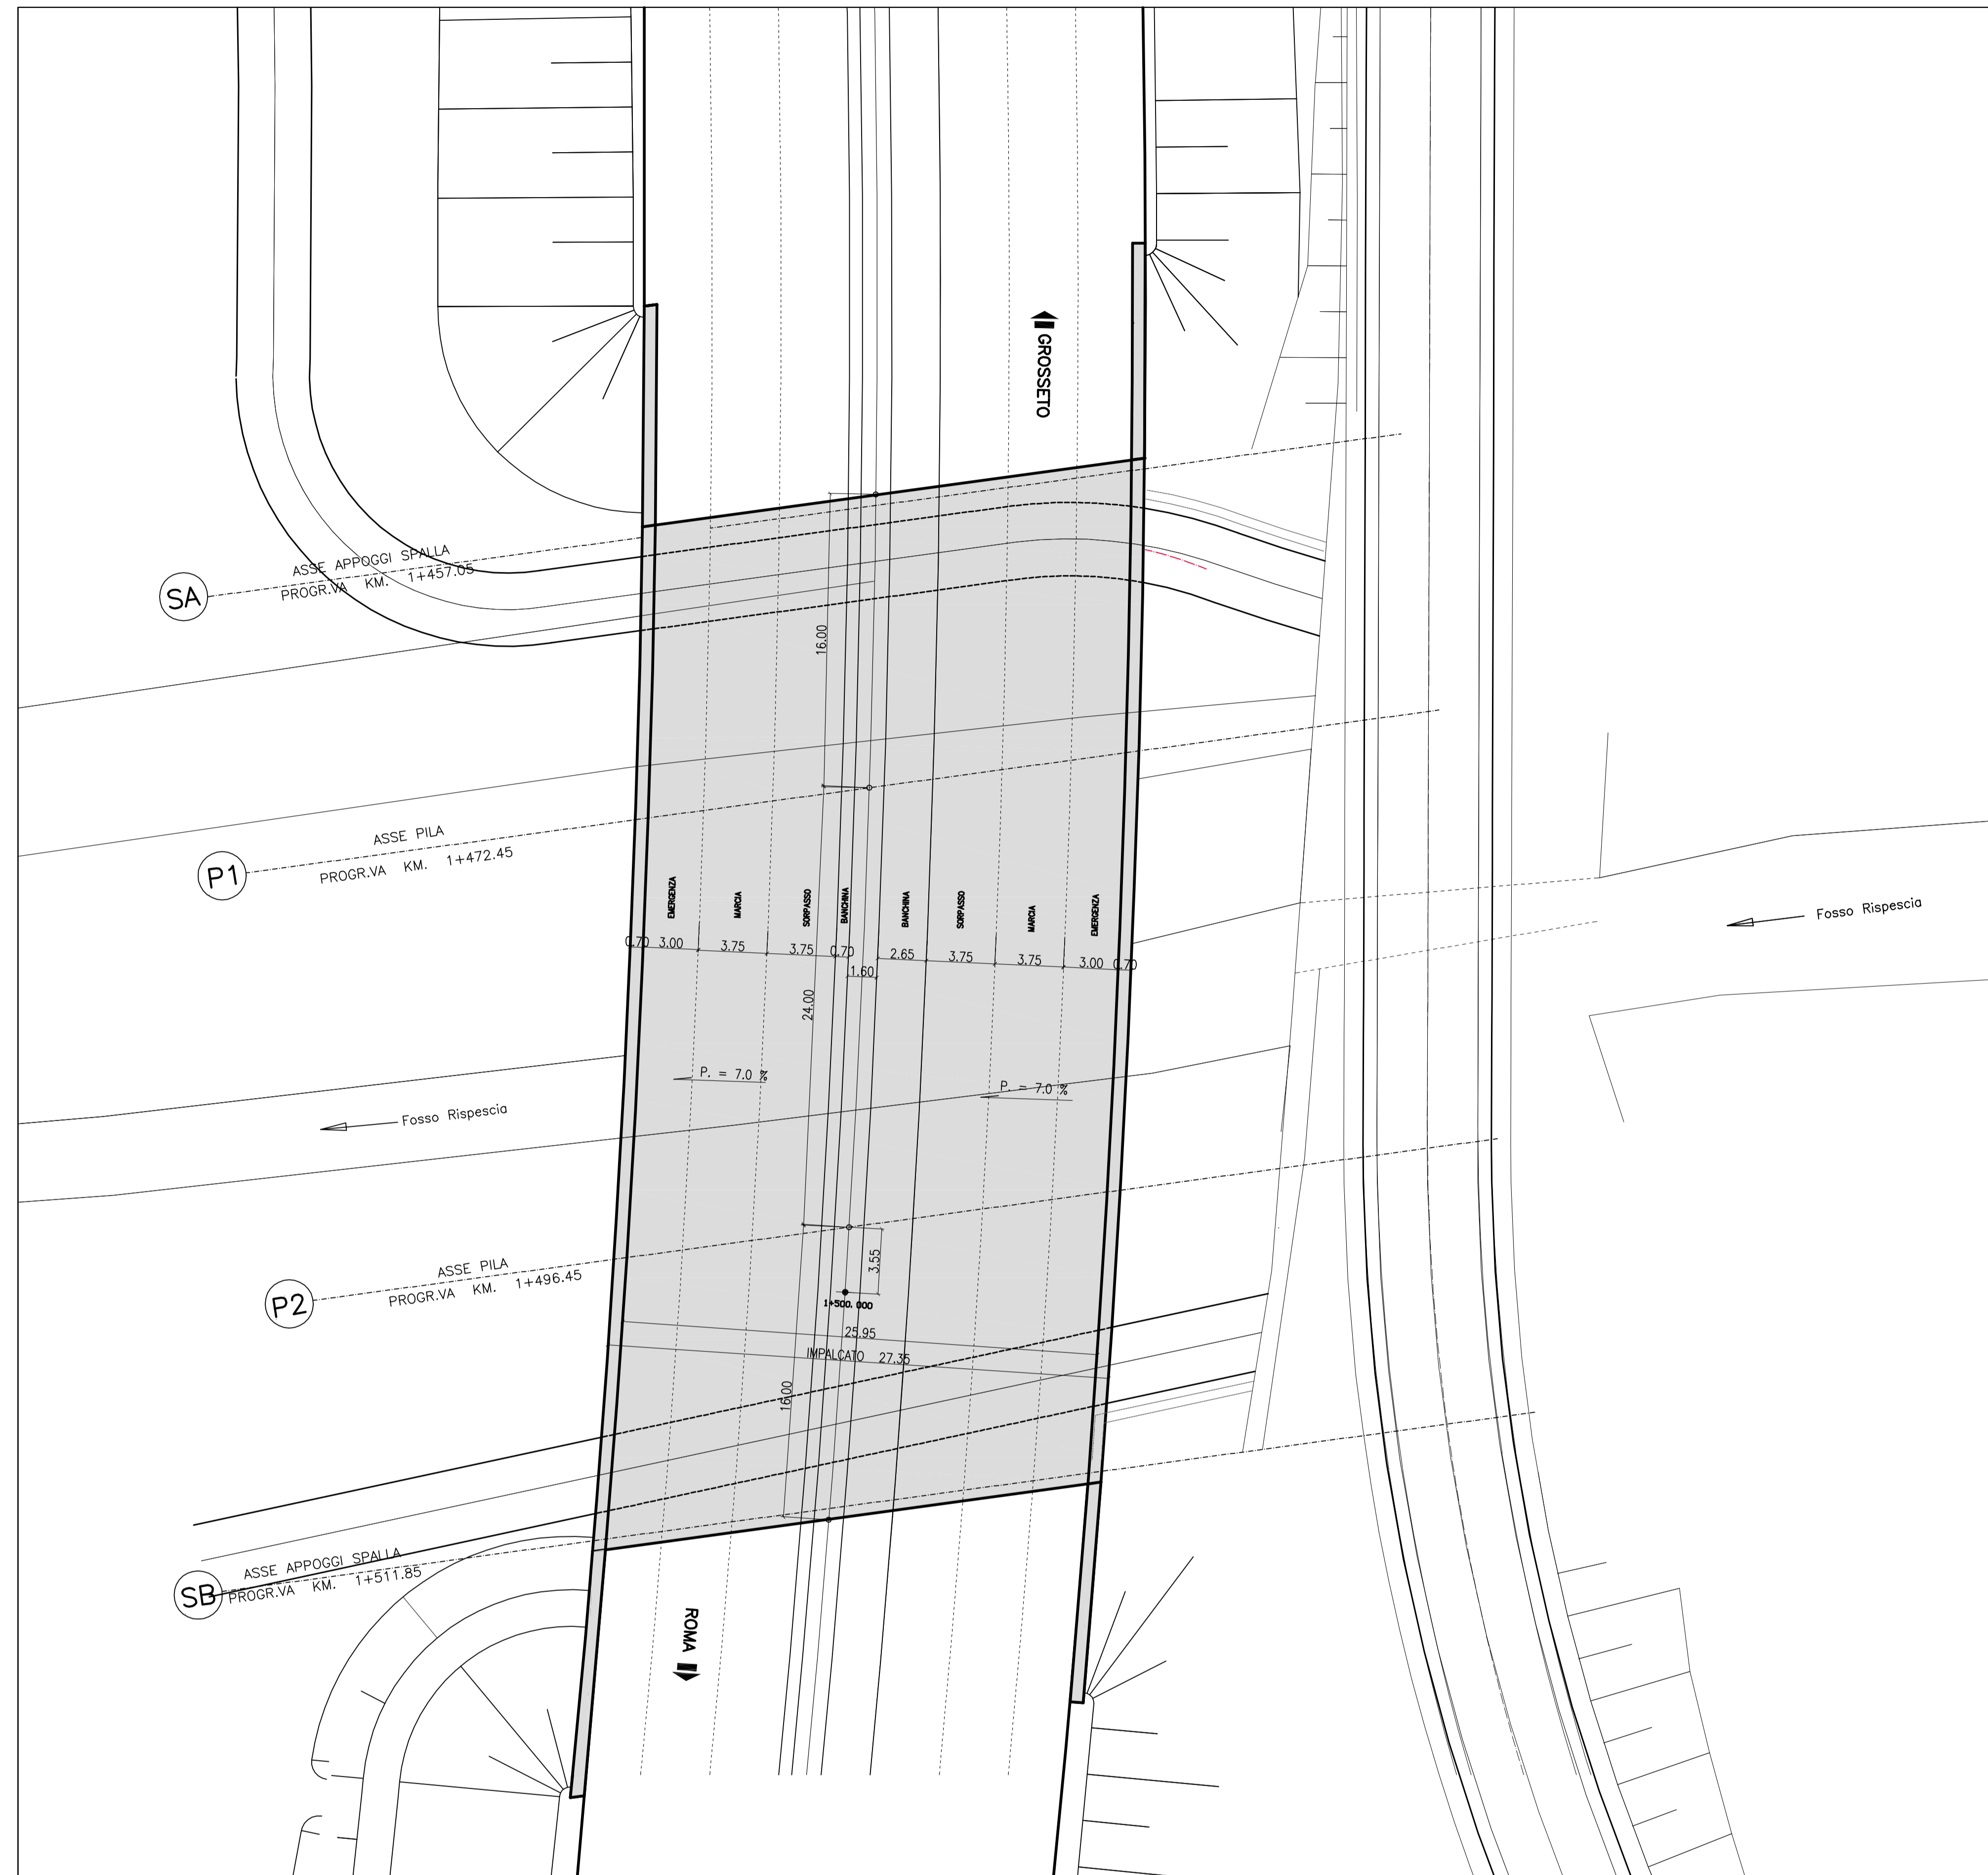 GROSSETO
ASSE APPOGGI SPALLA
SA
PROGR.VA KM. 1+457.05
16.00
ASSE PILA
P1
PROGR.VA KM. 1+472.45
EMERGENZA
MARCIA
SORPASSO
BANCHINA
BANCHINA
SORPASSO
MARCIA
EMERGENZA
0.70 3.00 3.75 3.75 0.70 2.65 3.75 3.75 3.00 0.70
1.60
24.00
Fosso Rispescia
P. = 7.0 %
P. = 7.0 %
Fosso Rispescia
ASSE PILA
P2
PROGR.VA KM. 1+496.45
3.55
1+500.000
25.95
IMPALCATO 27.35
16.00
ASSE APPOGGI SPALLA
SB
PROGR.VA KM. 1+511.85
ROMA